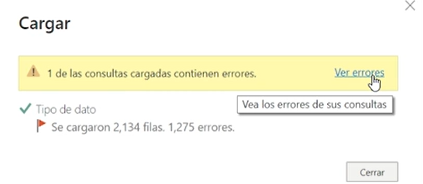 Cargar
1 de las consultas cargadas contienen errores.
Ver errores
Vea los errores de sus consultas
Tipo de dato
Se cargaron 2,134 filas. 1,275 errores.
Cerrar